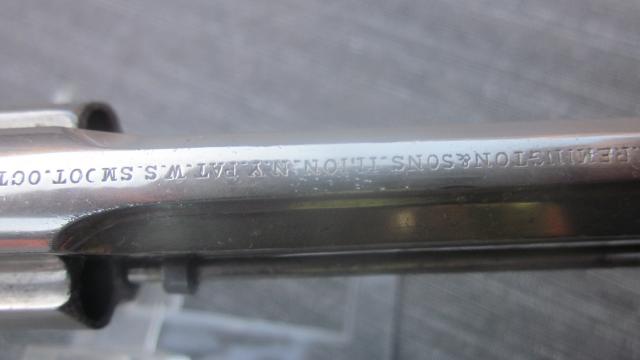 REMINGTON & SONS. ILION. N.Y. PAT. W.S. SMOOT. OCT